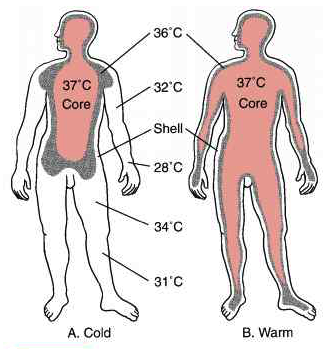 36˚C
37˚C
Core
32˚C
37˚C
Core
Shell
28˚C
34˚C
31˚C
A. Cold
B. Warm